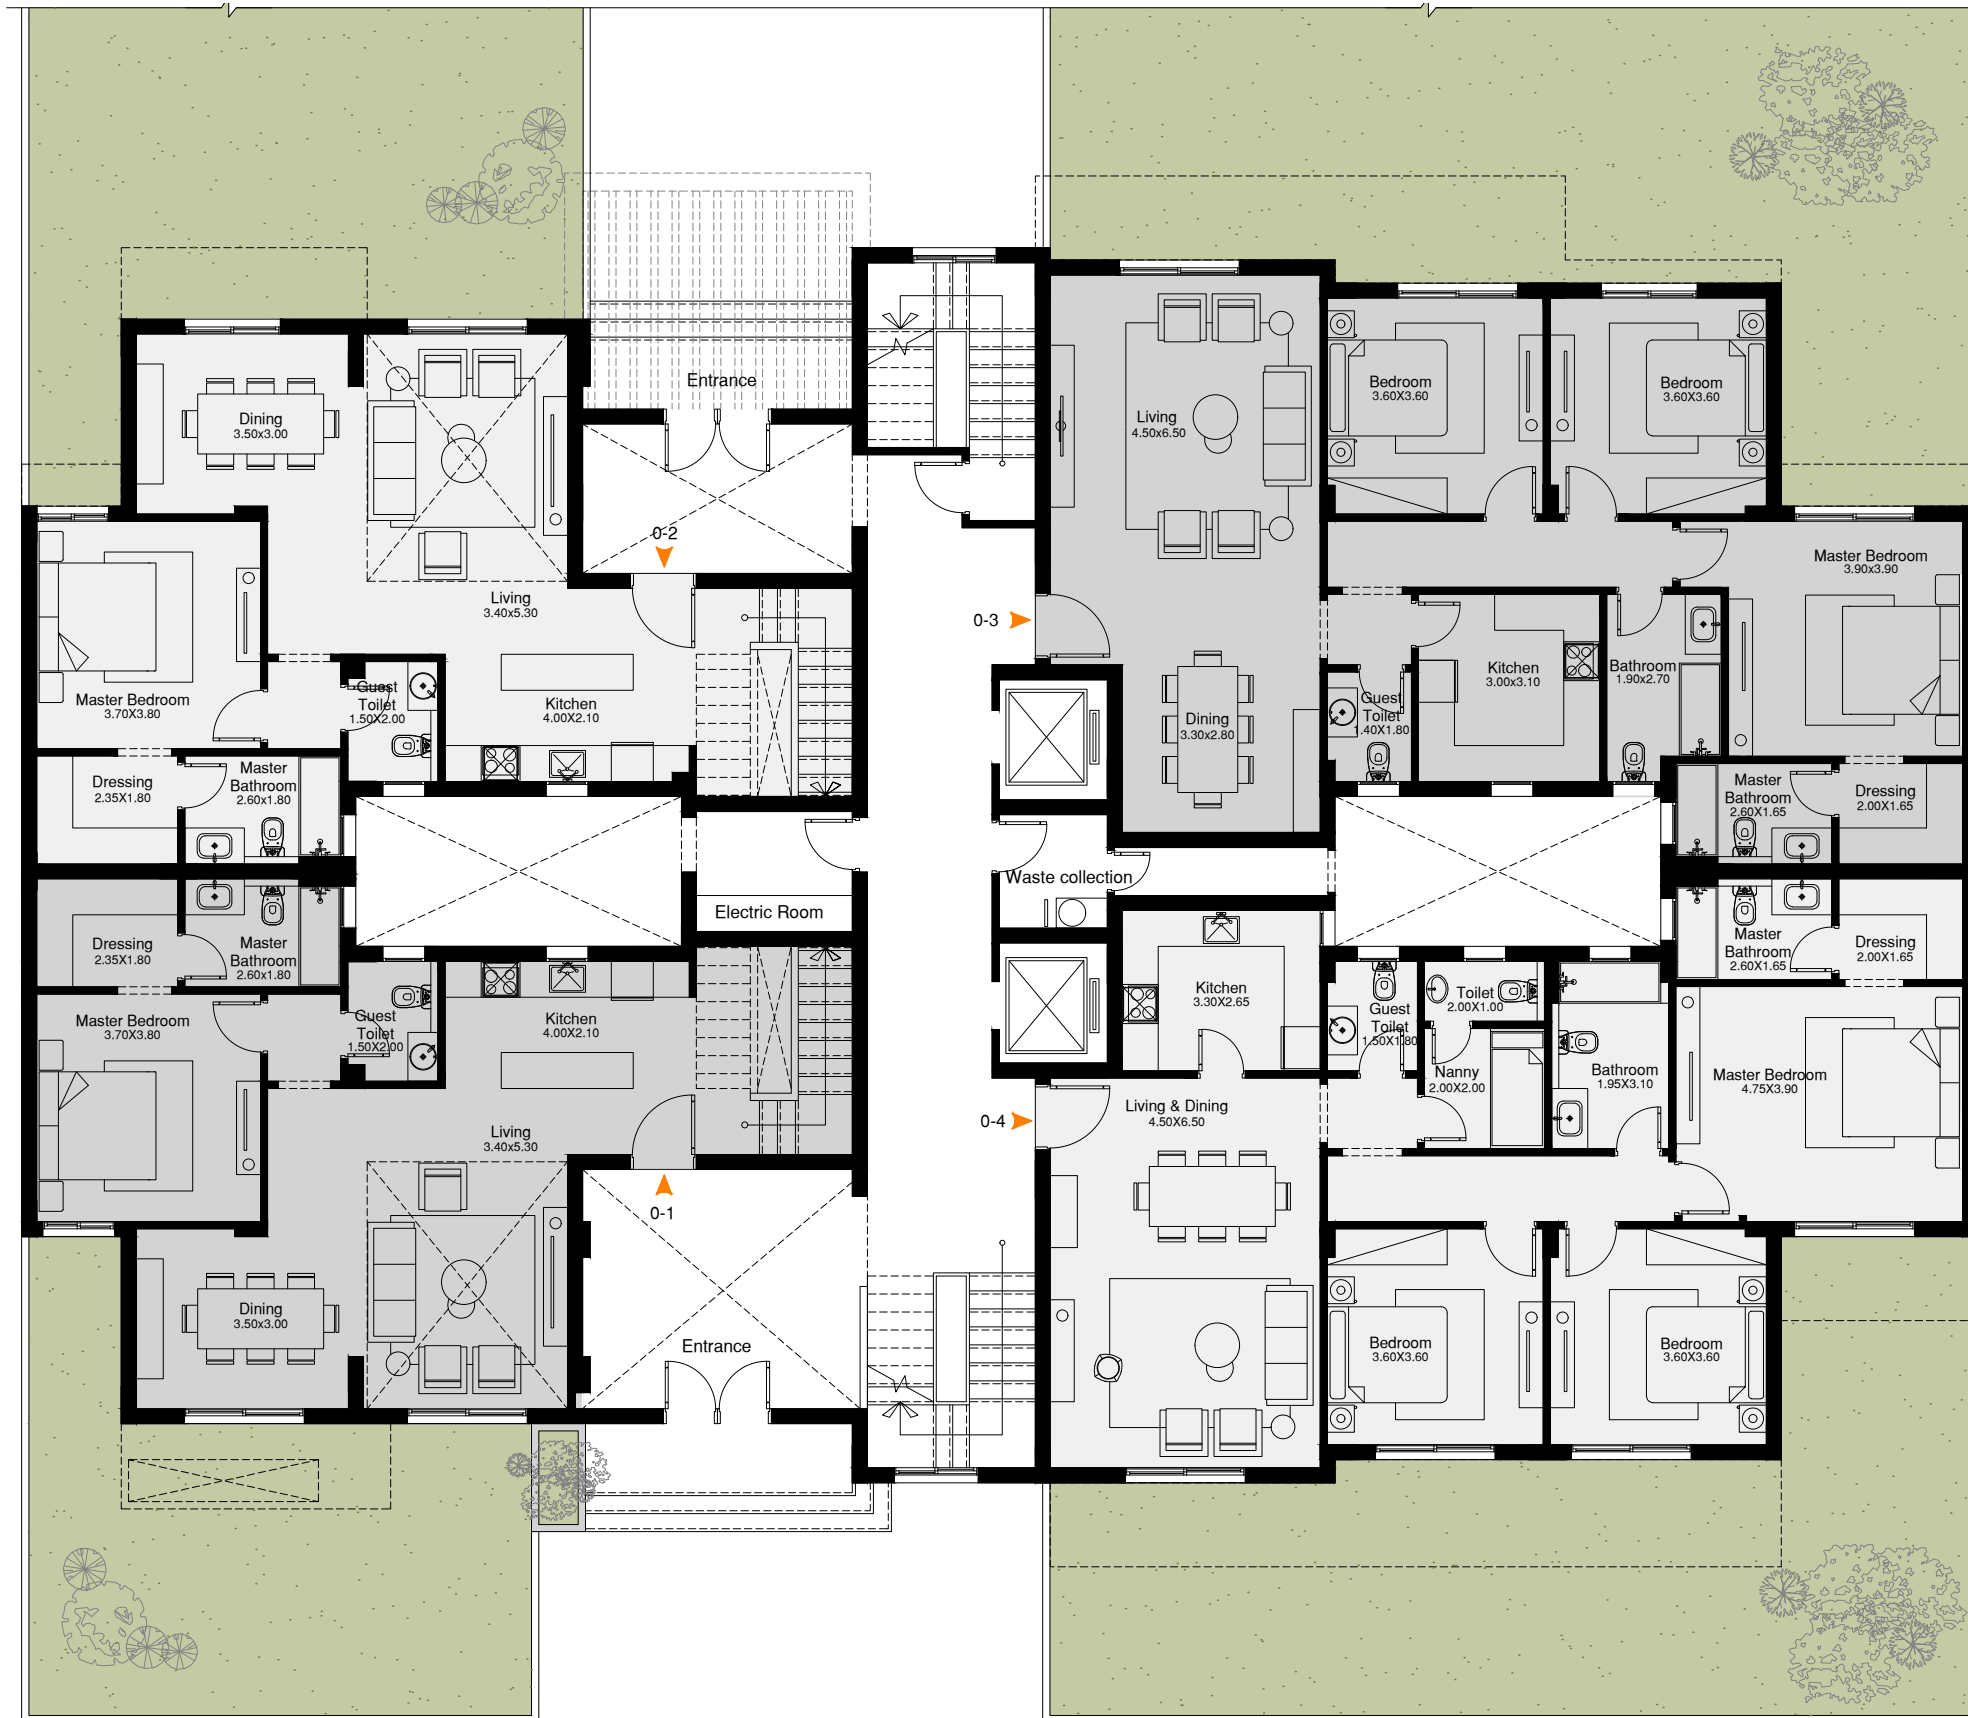 Entrance
Dining
3.50x3.00
Living
4.50x6.50
Bedroom
3.60X3.60
Bedroom
3.60X3.60
0-2
Living
3.40x5.30
0-3
Master Bedroom
3.90x3.90
Master Bedroom
3.70X3.80
Guest
Toilet
1.50X2.00
Kitchen
4.00X2.10
Dining
3.30x2.80
Guest
Toilet
1.40X1.80
Kitchen
3.00x3.10
Bathroom
1.90x2.70
Dressing
2.35X1.80
Master
Bathroom
2.60x1.80
Master
Bathroom
2.60X1.65
Dressing
2.00X1.65
Waste collection
Electric Room
Dressing
2.35X1.80
Master
Bathroom
2.60x1.80
Master
Bathroom
2.60X1.65
Dressing
2.00X1.65
Master Bedroom
3.70X3.80
Guest
Toilet
1.50X2.00
Kitchen
4.00X2.10
Kitchen
3.30X2.65
Guest
Toilet
1.50X1.80
Toilet
2.00X1.00
Nanny
2.00X2.00
Bathroom
1.95X3.10
Master Bedroom
4.75X3.90
Living
3.40x5.30
0-4
Living & Dining
4.50X6.50
0-1
Dining
3.50x3.00
Entrance
Bedroom
3.60X3.60
Bedroom
3.60X3.60